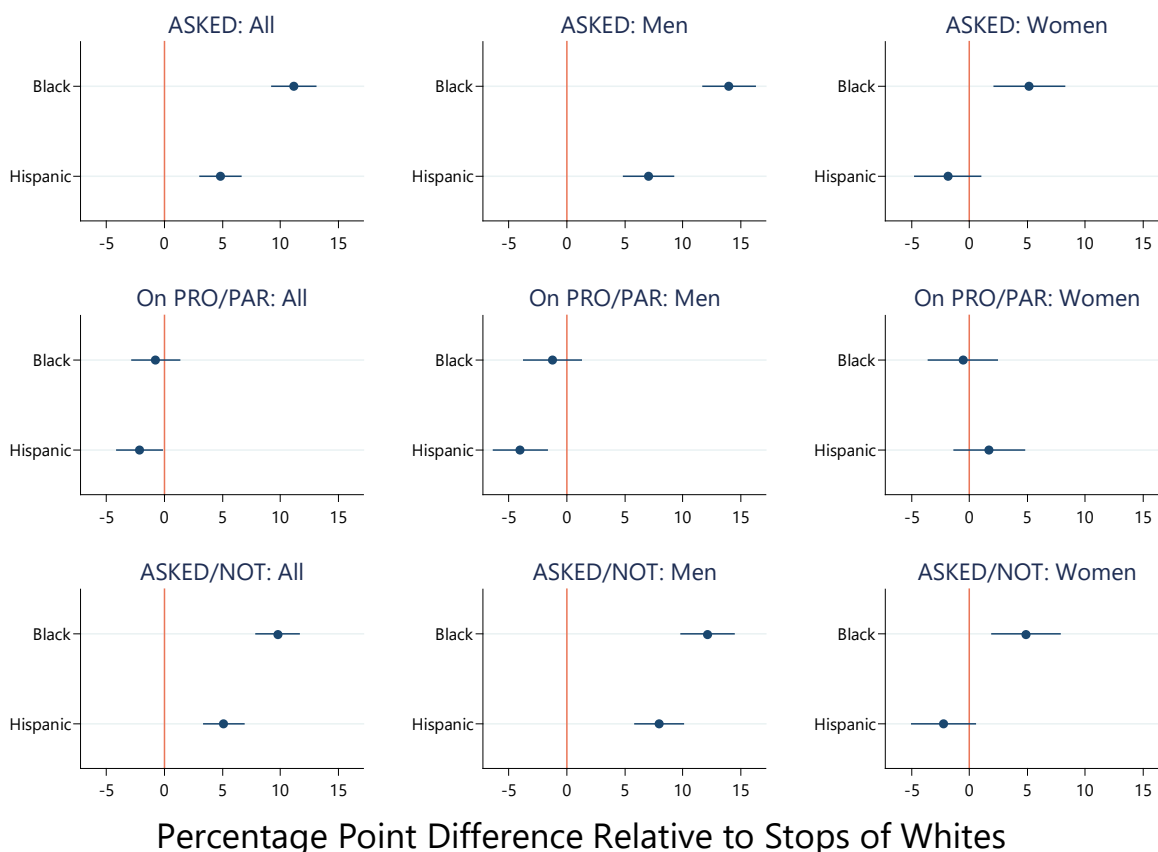 ASKED: All
ASKED: Men
ASKED: Women
Black
Black
Black
Hispanic
Hispanic
Hispanic
-5 0 5 10 15
-5 0 5 10 15
-5 0 5 10 15
On PRO/PAR: All
On PRO/PAR: Men
On PRO/PAR: Women
Black
Black
Black
Hispanic
Hispanic
Hispanic
-5 0 5 10 15
-5 0 5 10 15
-5 0 5 10 15
ASKED/NOT: All
ASKED/NOT: Men
ASKED/NOT: Women
Black
Black
Black
Hispanic
Hispanic
Hispanic
-5 0 5 10 15
-5 0 5 10 15
-5 0 5 10 15
Percentage Point Difference Relative to Stops of Whites